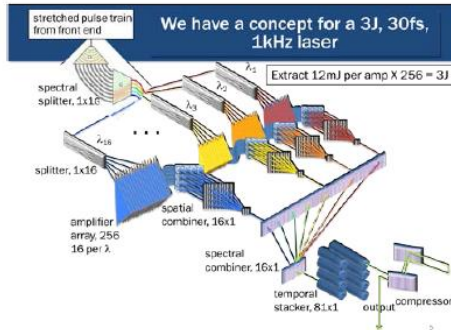 stretched pulse train
from front end
We have a concept for a 3J, 30fs,
1kHz laser
Extract 12mJ per amp X 256 = 3J
spectral
splitter, 1x16
λ1
λ2
λ3
λ16
. . .
splitter, 1x16
amplifier
array, 256
16 per λ
spatial
combiner, 16x1
spectral
combiner, 16x1
temporal
stacker, 81x1
output
compressor